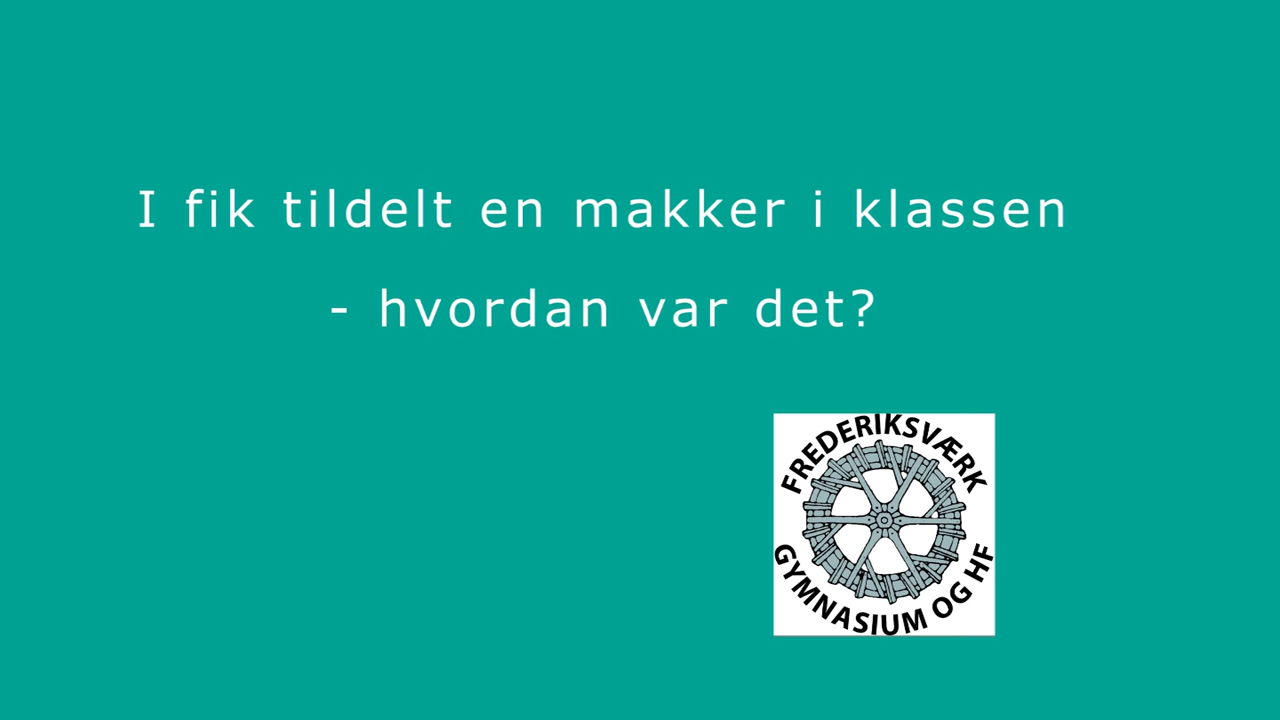 I fik tildelt en makker i klassen
- hvordan var det?
FREDERIKSVÆRK
GYMNASIUM OG HF